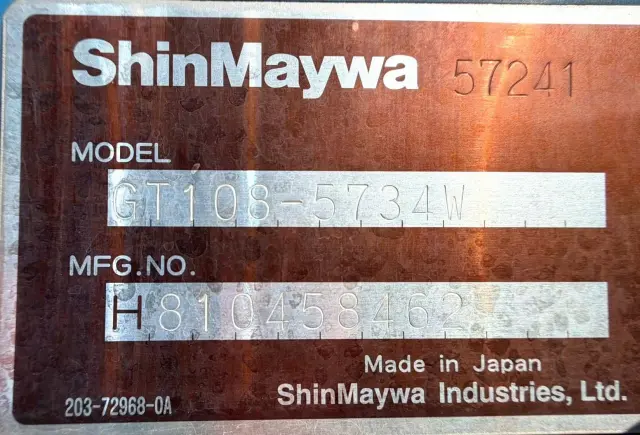 ShinMaywa 57241
MODEL
GT108-5734W
MFG.NO.
H810458462
Made in Japan
ShinMaywa Industries, Ltd.
203-72968-0A